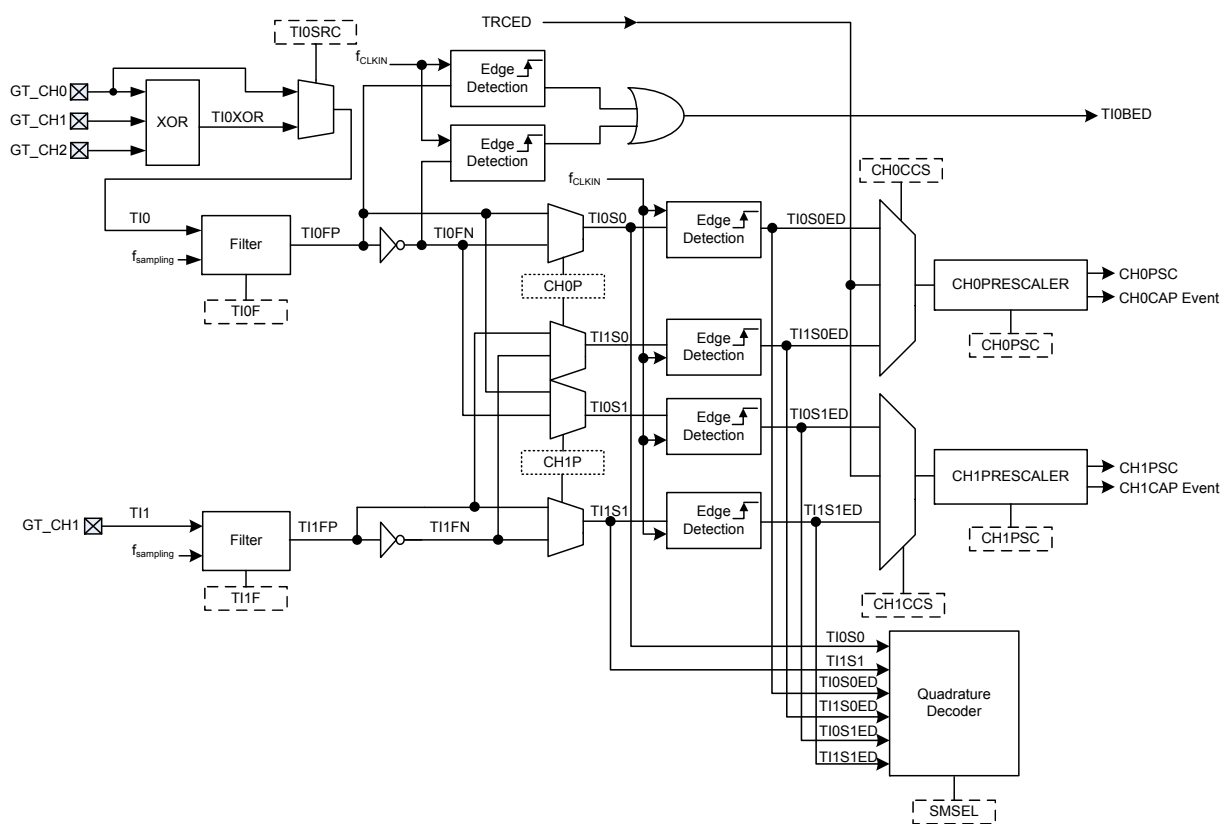 TRCED
TI0SRC
fCLKIN
GT_CH0
GT_CH1
GT_CH2
XOR
TI0XOR
Edge
Detection
Edge
Detection
TI0BED
fCLKIN
CH0CCS
TI0
Filter
fsampling
TI0F
TI0FP
TI0FN
TI0S0
Edge
Detection
TI0S0ED
CH0P
CH0PRESCALER
CH0PSC
CH0CAP Event
CH0PSC
TI1S0
Edge
Detection
TI1S0ED
TI0S1
Edge
Detection
TI0S1ED
CH1P
CH1PRESCALER
CH1PSC
CH1CAP Event
CH1PSC
GT_CH1
TI1
Filter
fsampling
TI1F
TI1FP
TI1FN
TI1S1
Edge
Detection
TI1S1ED
CH1CCS
TI0S0
TI1S1
TI0S0ED
TI1S0ED
TI0S1ED
TI1S1ED
Quadrature
Decoder
SMSEL